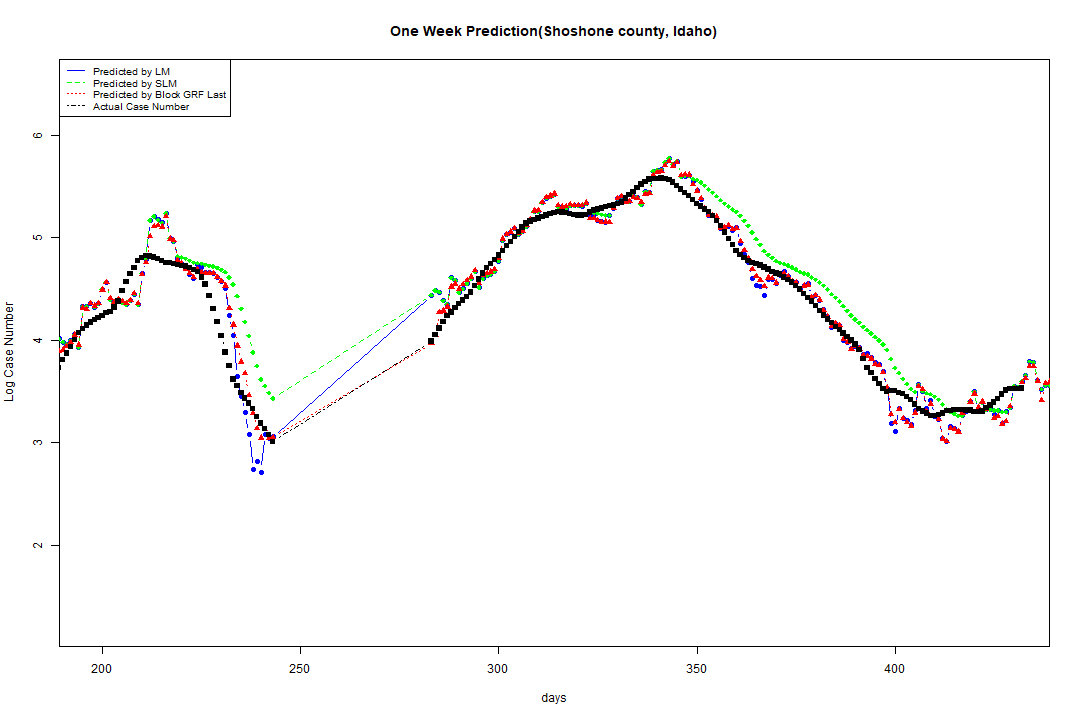 One Week Prediction(Shoshone county, Idaho)
Predicted by LM
Predicted by SLM
Predicted by Block GRF Last
Actual Case Number
Log Case Number
6
5
4
3
2
200 250 300 350 400
days